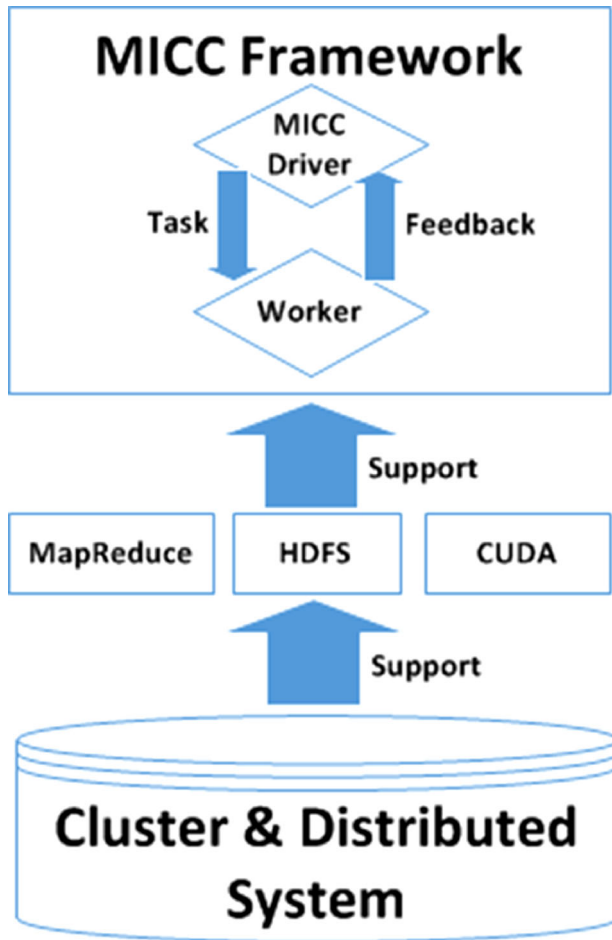 MICC Framework
MICC
Driver
Task
Feedback
Worker
Support
MapReduce
HDFS
CUDA
Support
Cluster & Distributed
System